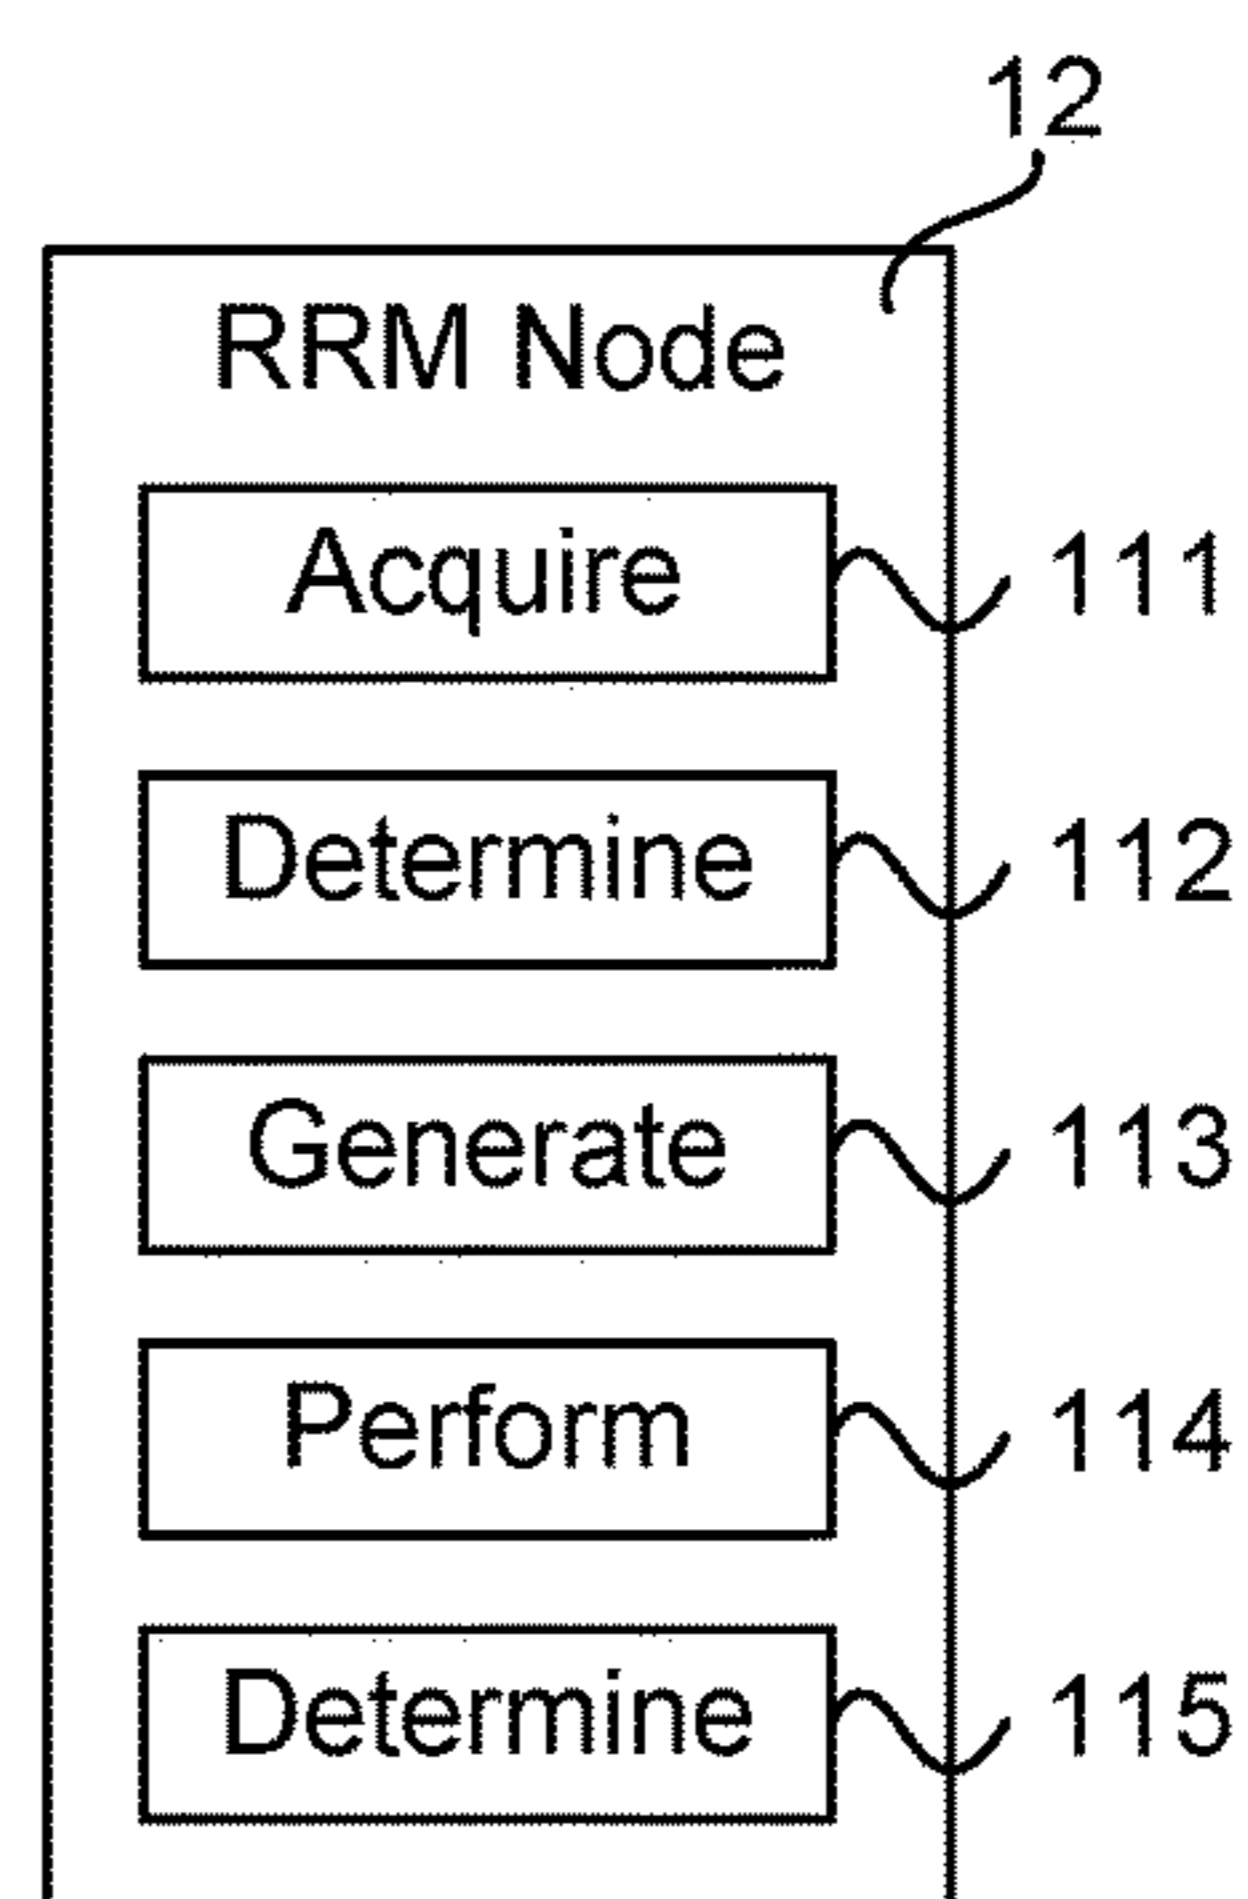 12
RRM Node
Acquire 111
Determine 112
Generate 113
Perform 114
Determine 115